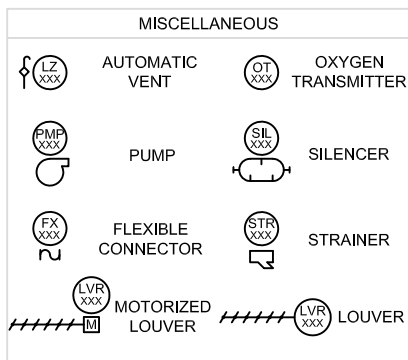 MISCELLANEOUS
LZ
XXX
AUTOMATIC
VENT
OT
XXX
OXYGEN
TRANSMITTER
PMP
XXX
PUMP
SIL
XXX
SILENCER
FX
XXX
FLEXIBLE
CONNECTOR
STR
XXX
STRAINER
LVR
XXX
M
MOTORIZED
LOUVER
LVR
XXX
LOUVER